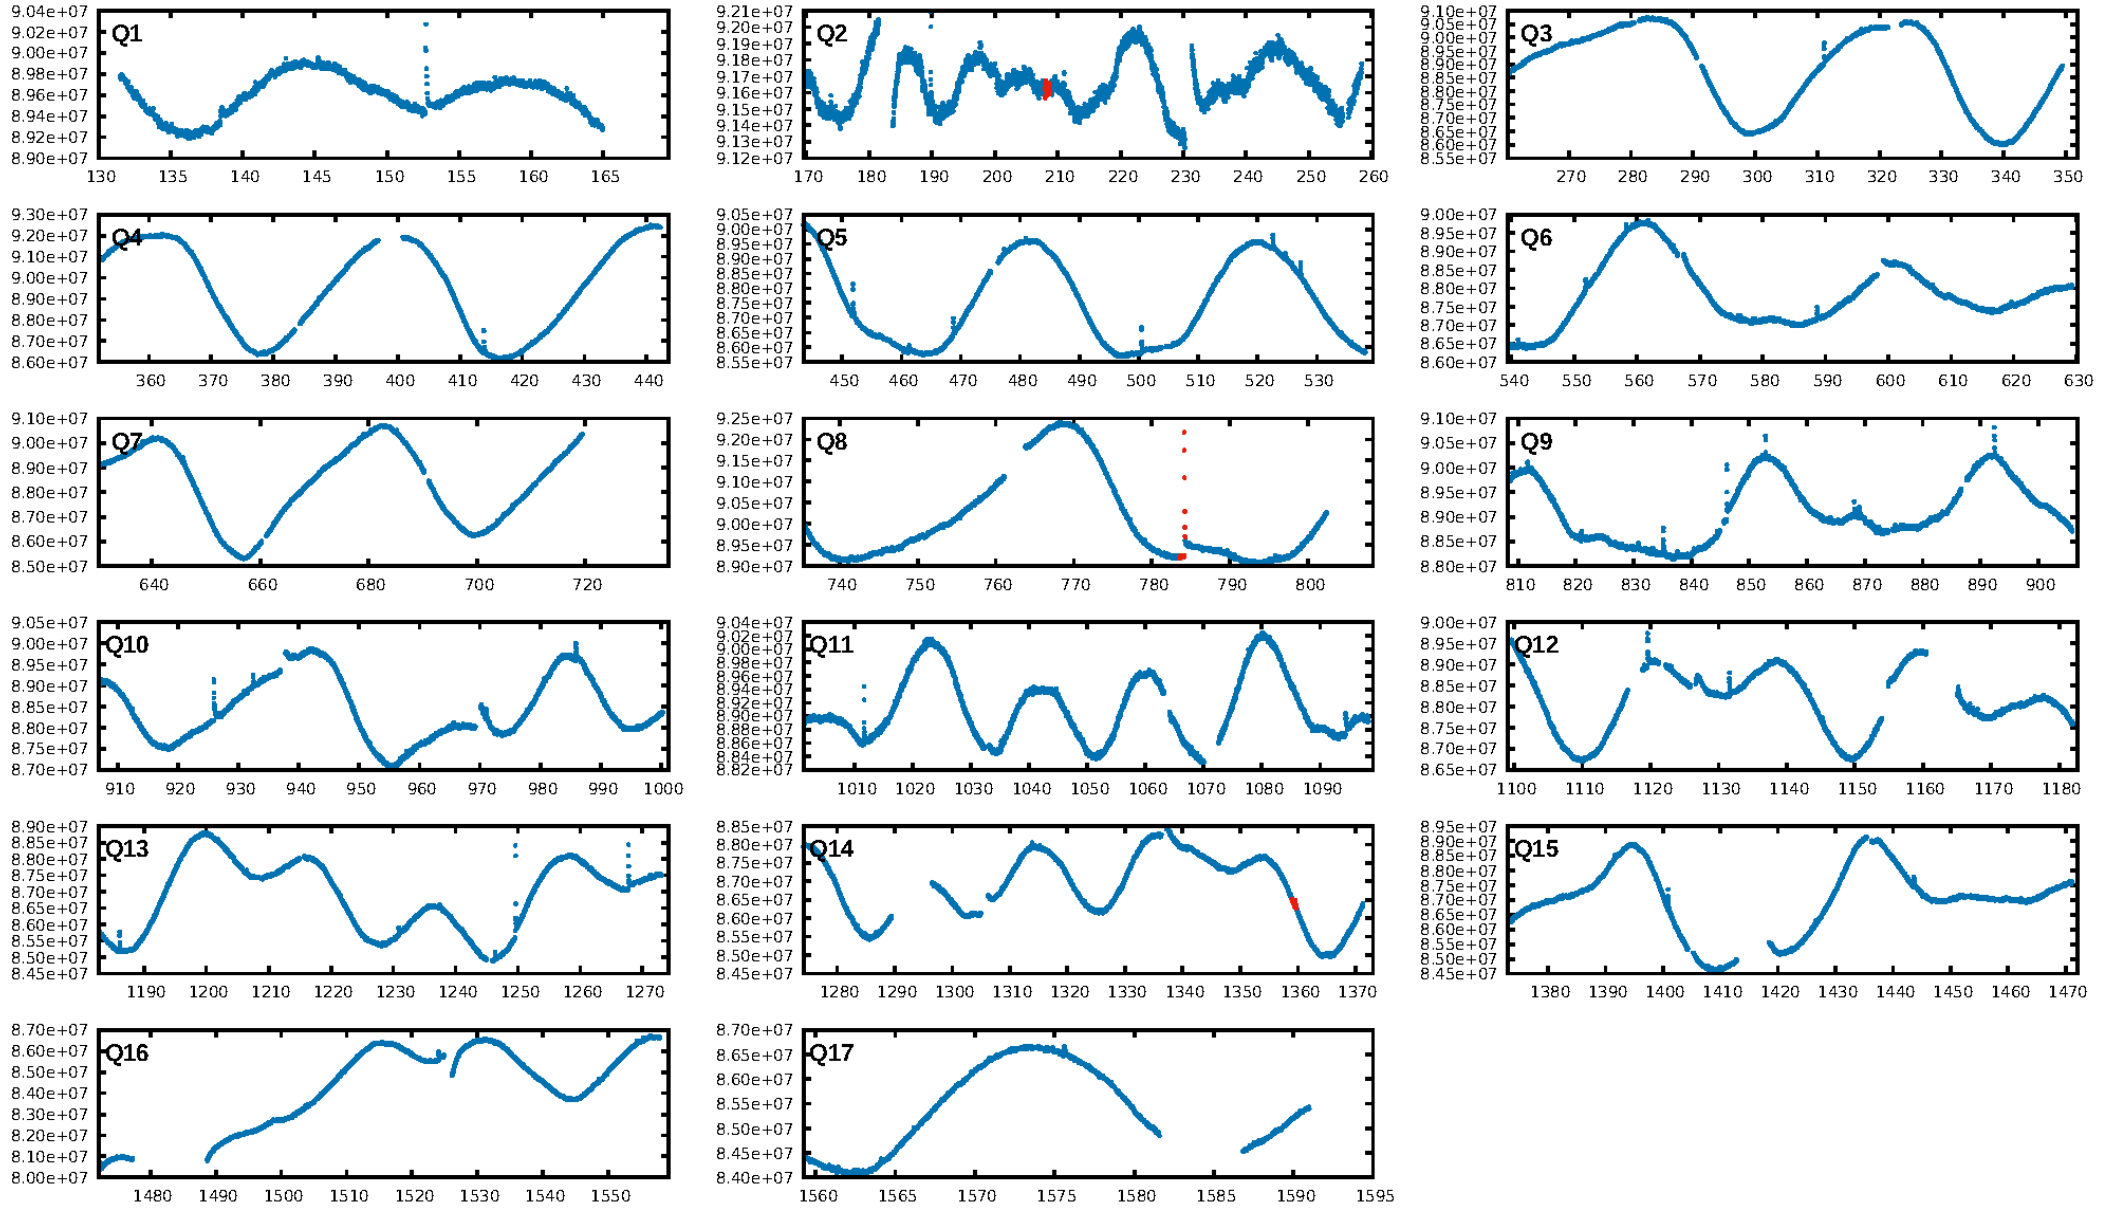 9.04e+07
9.02e+07
9.00e+07
8.98e+07
8.96e+07
8.94e+07
8.92e+07
8.90e+07
Q1
130 135 140 145 150 155 160 165
9.21e+07
9.20e+07
9.19e+07
9.18e+07
9.17e+07
9.16e+07
9.15e+07
9.14e+07
9.13e+07
9.12e+07
Q2
170 180 190 200 210 220 230 240 250 260
9.10e+07
9.05e+07
9.00e+07
8.95e+07
8.90e+07
8.85e+07
8.80e+07
8.75e+07
8.70e+07
8.65e+07
8.60e+07
8.55e+07
Q3
270 280 290 300 310 320 330 340 350
9.30e+07
9.20e+07
9.10e+07
9.00e+07
8.90e+07
8.80e+07
8.70e+07
8.60e+07
Q4
360 370 380 390 400 410 420 430 440
9.05e+07
9.00e+07
8.95e+07
8.90e+07
8.85e+07
8.80e+07
8.75e+07
8.70e+07
8.65e+07
8.60e+07
8.55e+07
Q5
450 460 470 480 490 500 510 520 530
9.00e+07
8.95e+07
8.90e+07
8.85e+07
8.80e+07
8.75e+07
8.70e+07
8.65e+07
8.60e+07
Q6
540 550 560 570 580 590 600 610 620 630
9.10e+07
9.00e+07
8.90e+07
8.80e+07
8.70e+07
8.60e+07
8.50e+07
Q7
640 660 680 700 720
9.25e+07
9.20e+07
9.15e+07
9.10e+07
9.05e+07
9.00e+07
8.95e+07
8.90e+07
Q8
740 750 760 770 780 790 800
9.10e+07
9.05e+07
9.00e+07
8.95e+07
8.90e+07
8.85e+07
8.80e+07
Q9
810 820 830 840 850 860 870 880 890 900
9.05e+07
9.00e+07
8.95e+07
8.90e+07
8.85e+07
8.80e+07
8.75e+07
8.70e+07
Q10
910 920 930 940 950 960 970 980 990 1000
9.04e+07
9.02e+07
9.00e+07
8.98e+07
8.96e+07
8.94e+07
8.92e+07
8.90e+07
8.88e+07
8.86e+07
8.84e+07
8.82e+07
Q11
1010 1020 1030 1040 1050 1060 1070 1080 1090
9.00e+07
8.95e+07
8.90e+07
8.85e+07
8.80e+07
8.75e+07
8.70e+07
8.65e+07
Q12
1100 1110 1120 1130 1140 1150 1160 1170 1180
8.90e+07
8.85e+07
8.80e+07
8.75e+07
8.70e+07
8.65e+07
8.60e+07
8.55e+07
8.50e+07
8.45e+07
Q13
1190 1200 1210 1220 1230 1240 1250 1260 1270
8.85e+07
8.80e+07
8.75e+07
8.70e+07
8.65e+07
8.60e+07
8.55e+07
8.50e+07
8.45e+07
Q14
1280 1290 1300 1310 1320 1330 1340 1350 1360 1370
8.95e+07
8.90e+07
8.85e+07
8.80e+07
8.75e+07
8.70e+07
8.65e+07
8.60e+07
8.55e+07
8.50e+07
8.45e+07
Q15
1380 1390 1400 1410 1420 1430 1440 1450 1460 1470
8.70e+07
8.60e+07
8.50e+07
8.40e+07
8.30e+07
8.20e+07
8.10e+07
8.00e+07
Q16
1480 1490 1500 1510 1520 1530 1540 1550
8.70e+07
8.65e+07
8.60e+07
8.55e+07
8.50e+07
8.45e+07
8.40e+07
Q17
1560 1565 1570 1575 1580 1585 1590 1595